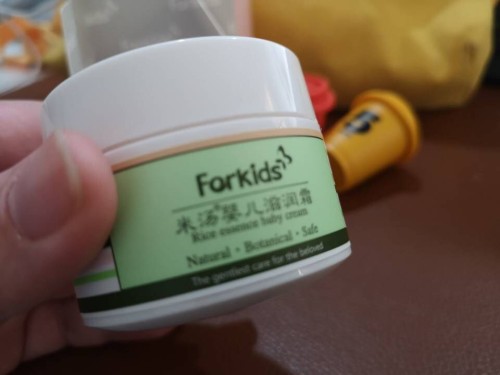 Forkids
米汤婴儿滋润霜
Rice essence baby cream
Natural · Botanical · Safe
The gentlest care for the beloved